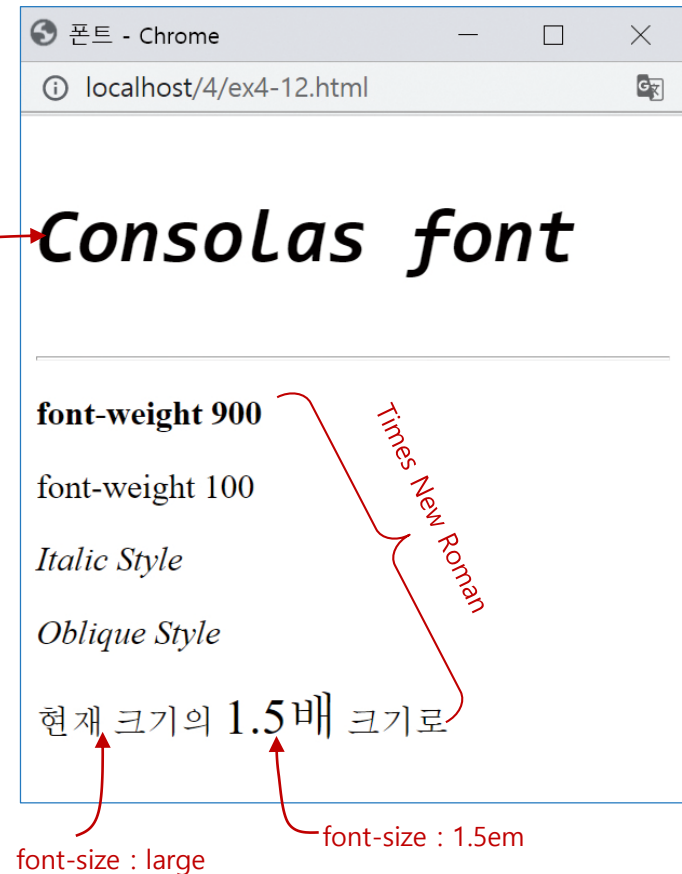 폰트 - Chrome
localhost/4/ex4-12.html
Consolas font
font-weight 900
font-weight 100
Italic Style
Oblique Style
Times New Roman
현재 크기의 1.5배 크기로
font-size : 1.5em
font-size : large